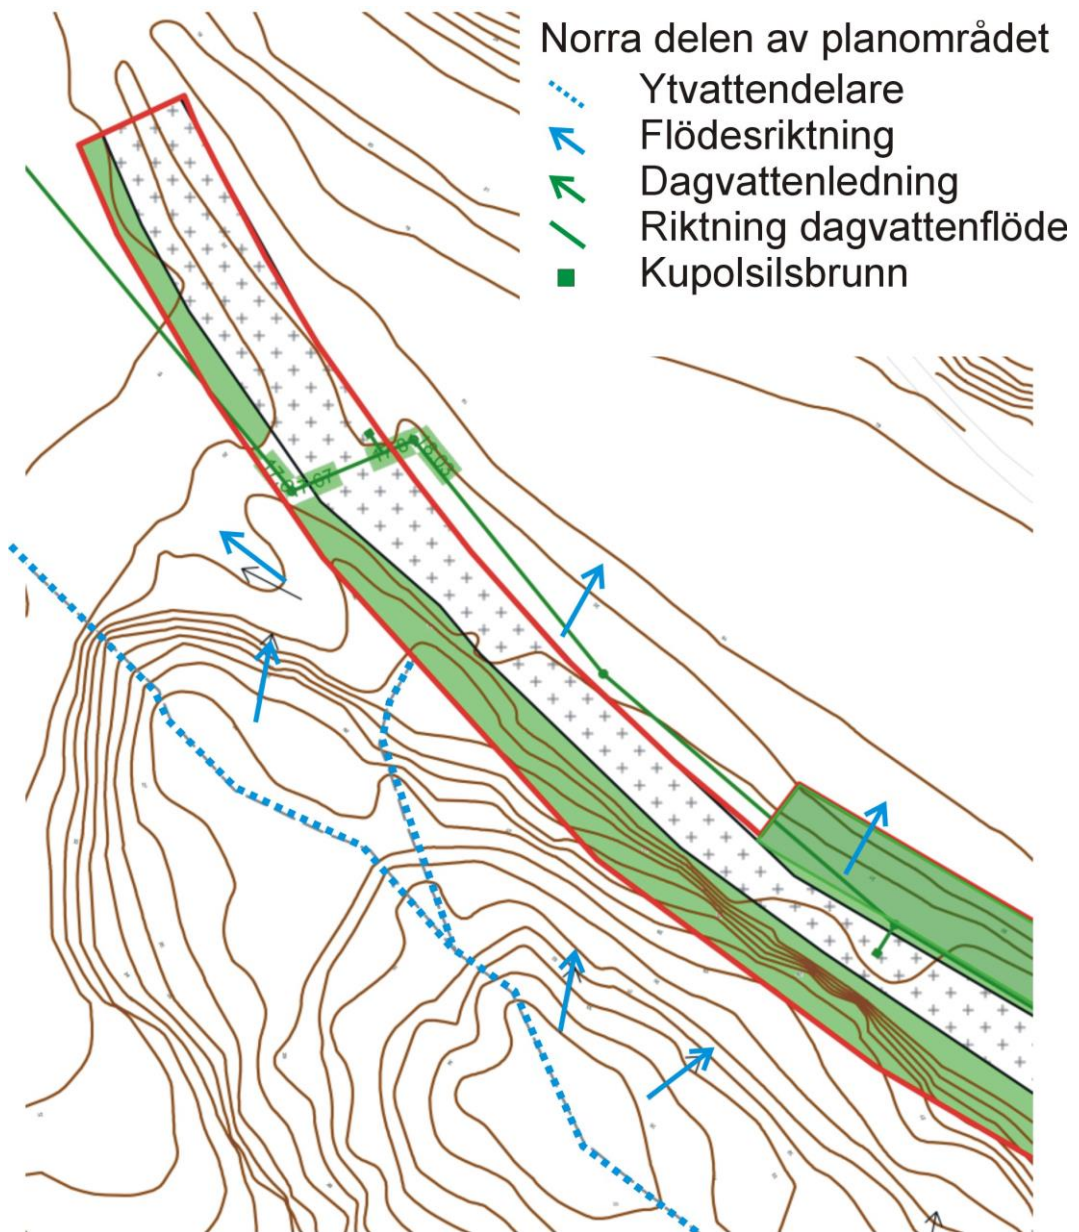 Norra delen av planområdet
Ytvattendelare
Flödesriktning
Dagvattenledning
Riktning dagvattenflöde
Kupolsilsbrunn